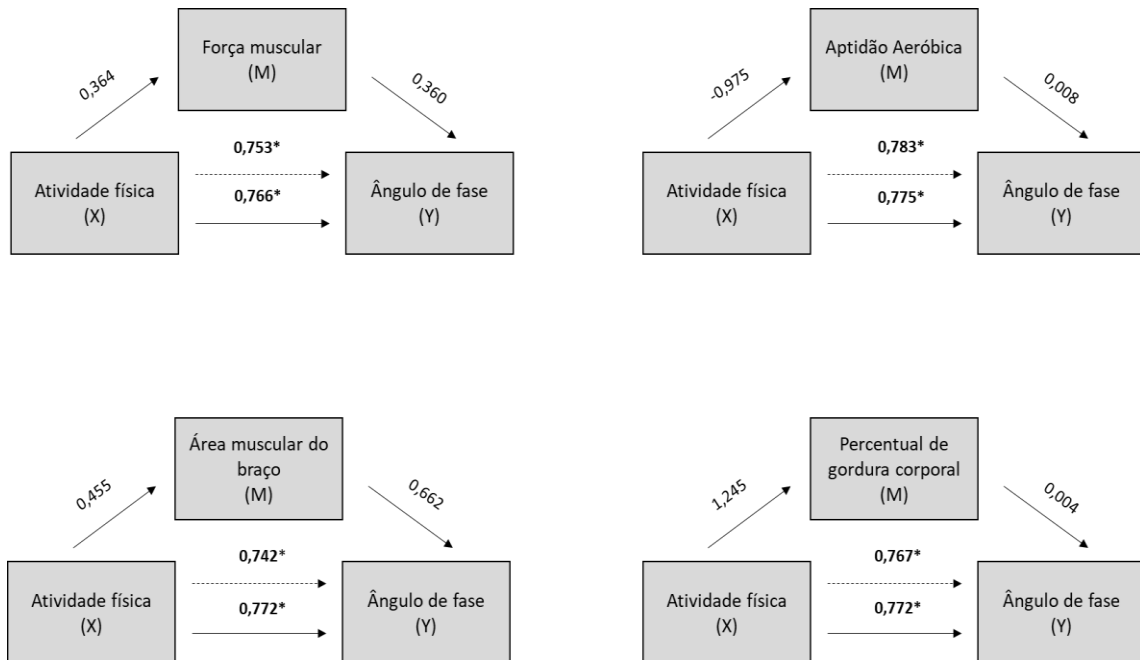 Força muscular
(M)
0,364
0,360
0,753*
0,766*
Atividade física
(X)
Ângulo de fase
(Y)
Aptidão Aeróbica
(M)
-0,975
0,008
0,783*
0,775*
Atividade física
(X)
Ângulo de fase
(Y)
Área muscular do
braço
(M)
0,455
0,662
0,742*
0,772*
Atividade física
(X)
Ângulo de fase
(Y)
Percentual de
gordura corporal
(M)
1,245
0,004
0,767*
0,772*
Atividade física
(X)
Ângulo de fase
(Y)